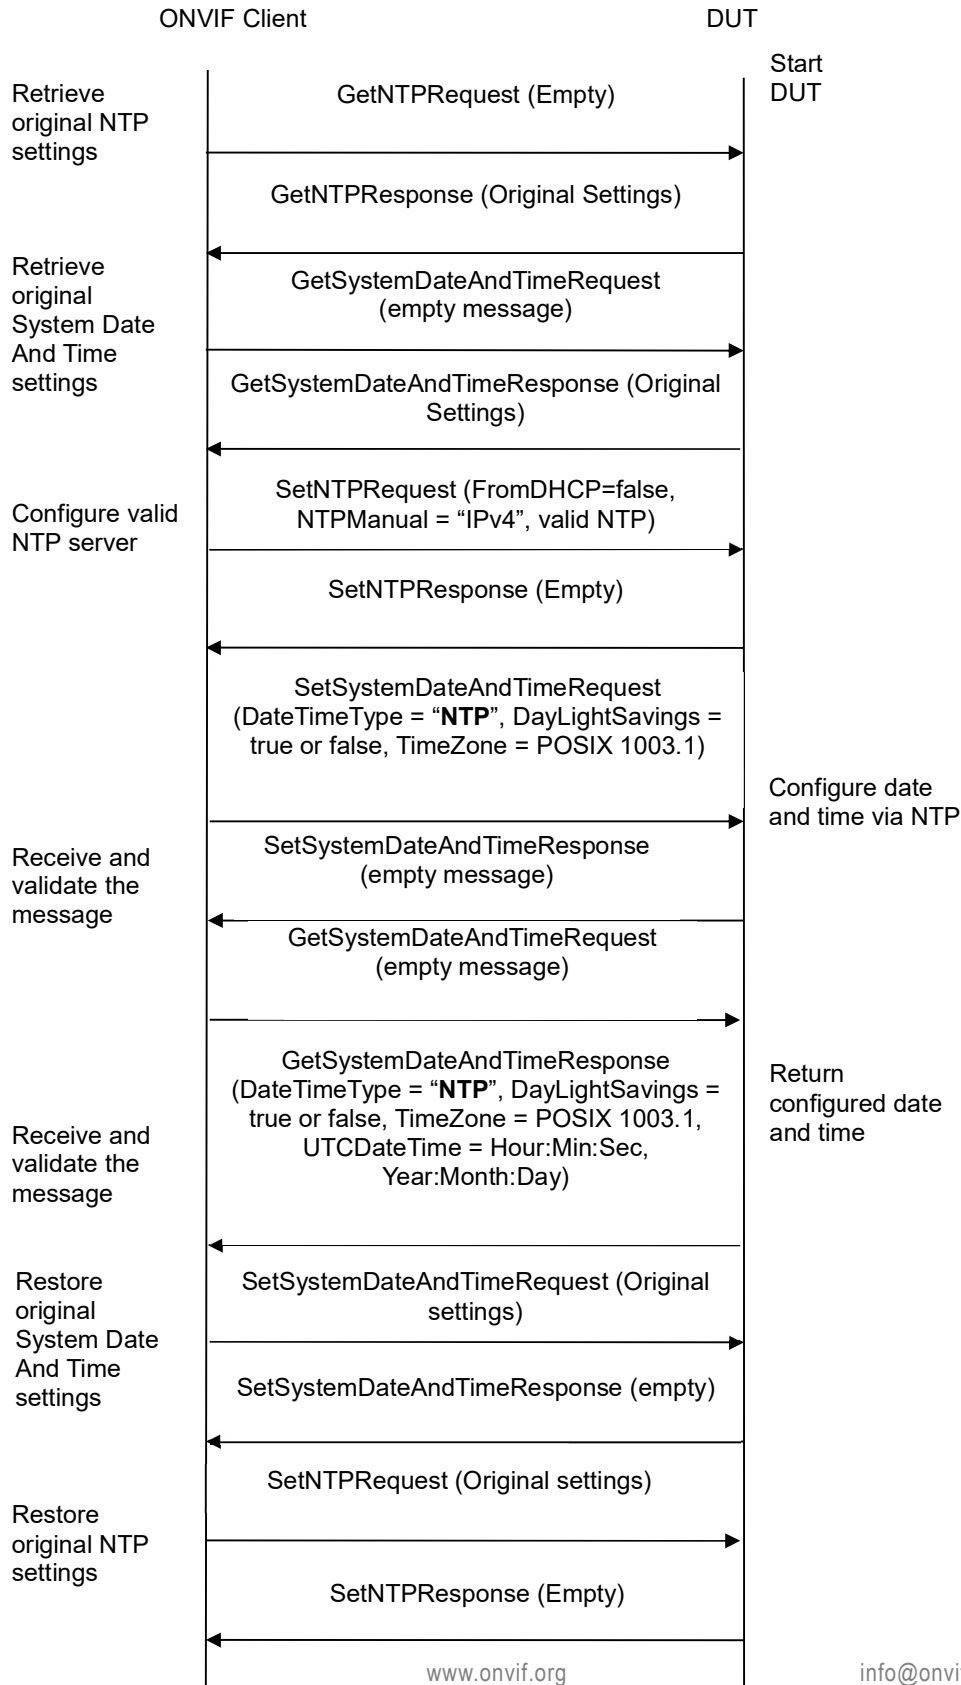 ONVIF Client
DUT
Start
DUT
Retrieve
original NTP
settings
GetNTPRequest (Empty)
GetNTPResponse (Original Settings)
Retrieve
original
System Date
And Time
settings
GetSystemDateAndTimeRequest
(empty message)
GetSystemDateAndTimeResponse (Original
Settings)
Configure valid
NTP server
SetNTPRequest (FromDHCP=false,
NTPManual = “IPv4”, valid NTP)
SetNTPResponse (Empty)
SetSystemDateAndTimeRequest
(DateTimeType = “NTP”, DayLightSavings =
true or false, TimeZone = POSIX 1003.1)
Configure date
and time via NTP
Receive and
validate the
message
SetSystemDateAndTimeResponse
(empty message)
GetSystemDateAndTimeRequest
(empty message)
GetSystemDateAndTimeResponse
(DateTimeType = “NTP”, DayLightSavings =
true or false, TimeZone = POSIX 1003.1,
UTCDateTime = Hour:Min:Sec,
Year:Month:Day)
Return
configured date
and time
Receive and
validate the
message
Restore
original
System Date
And Time
settings
SetSystemDateAndTimeRequest (Original
settings)
SetSystemDateAndTimeResponse (empty)
SetNTPRequest (Original settings)
Restore
original NTP
settings
SetNTPResponse (Empty)
www.onvif.org
info@onvi